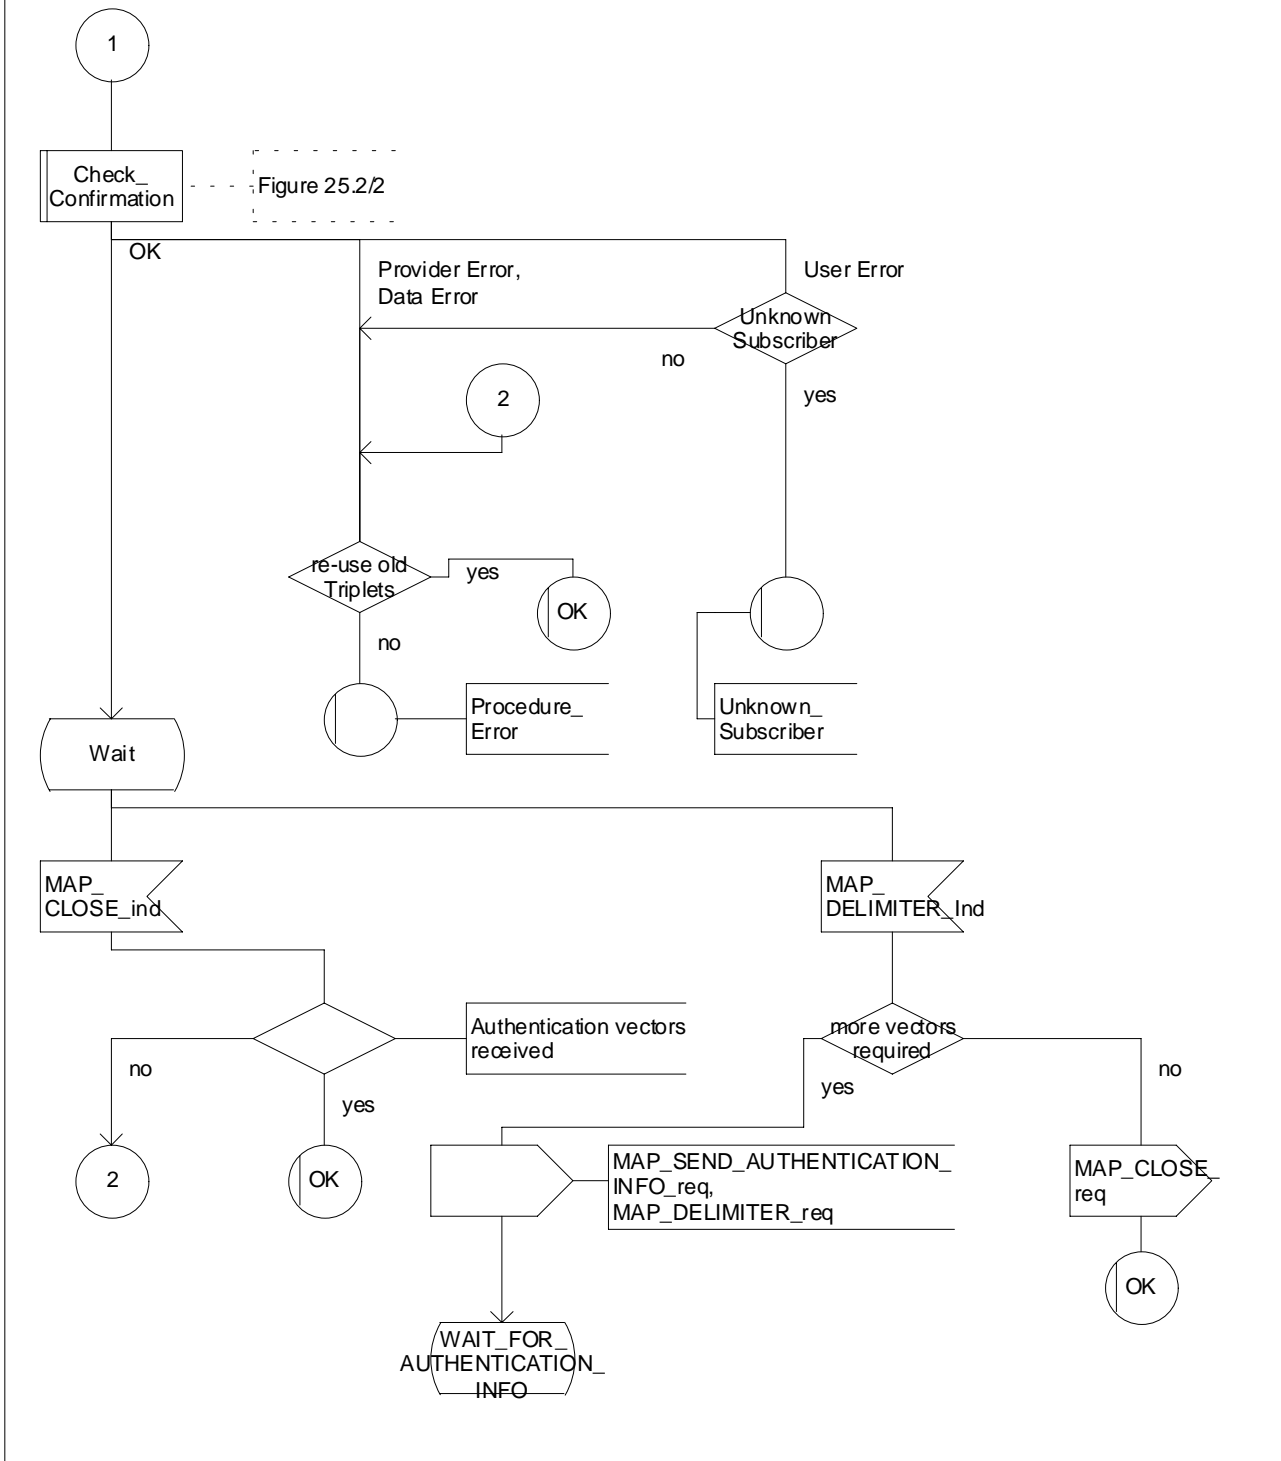 1
Check_
Confirmation
Figure 25.2/2
OK
Provider Error,
Data Error
User Error
Unknown
Subscriber
no
yes
2
re-use old
Triplets
yes
OK
no
Procedure_
Error
Unknown_
Subscriber
Wait
MAP_
CLOSE_ind
MAP_
DELIMITER_Ind
Authentication vectors
received
more vectors
required
no
yes
yes
no
2
OK
MAP_SEND_AUTHENTICATION_
INFO_req,
MAP_DELIMITER_req
MAP_CLOSE_
req
OK
WAIT_FOR_
AUTHENTICATION_
INFO